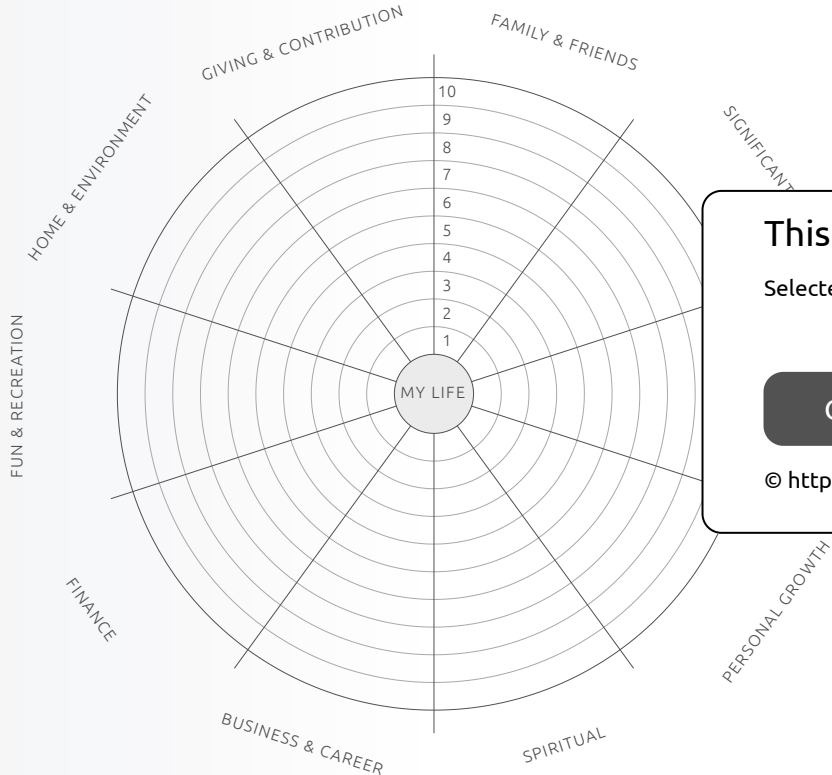 GIVING & CONTRIBUTION
FAMILY & FRIENDS
HOME & ENVIRONMENT
SIGNIFICANT
10
9
8
7
6
5
4
3
2
1
MY LIFE
This
Selecte
© http
FUN & RECREATION
FINANCE
PERSONAL GROWTH
BUSINESS & CAREER
SPIRITUAL